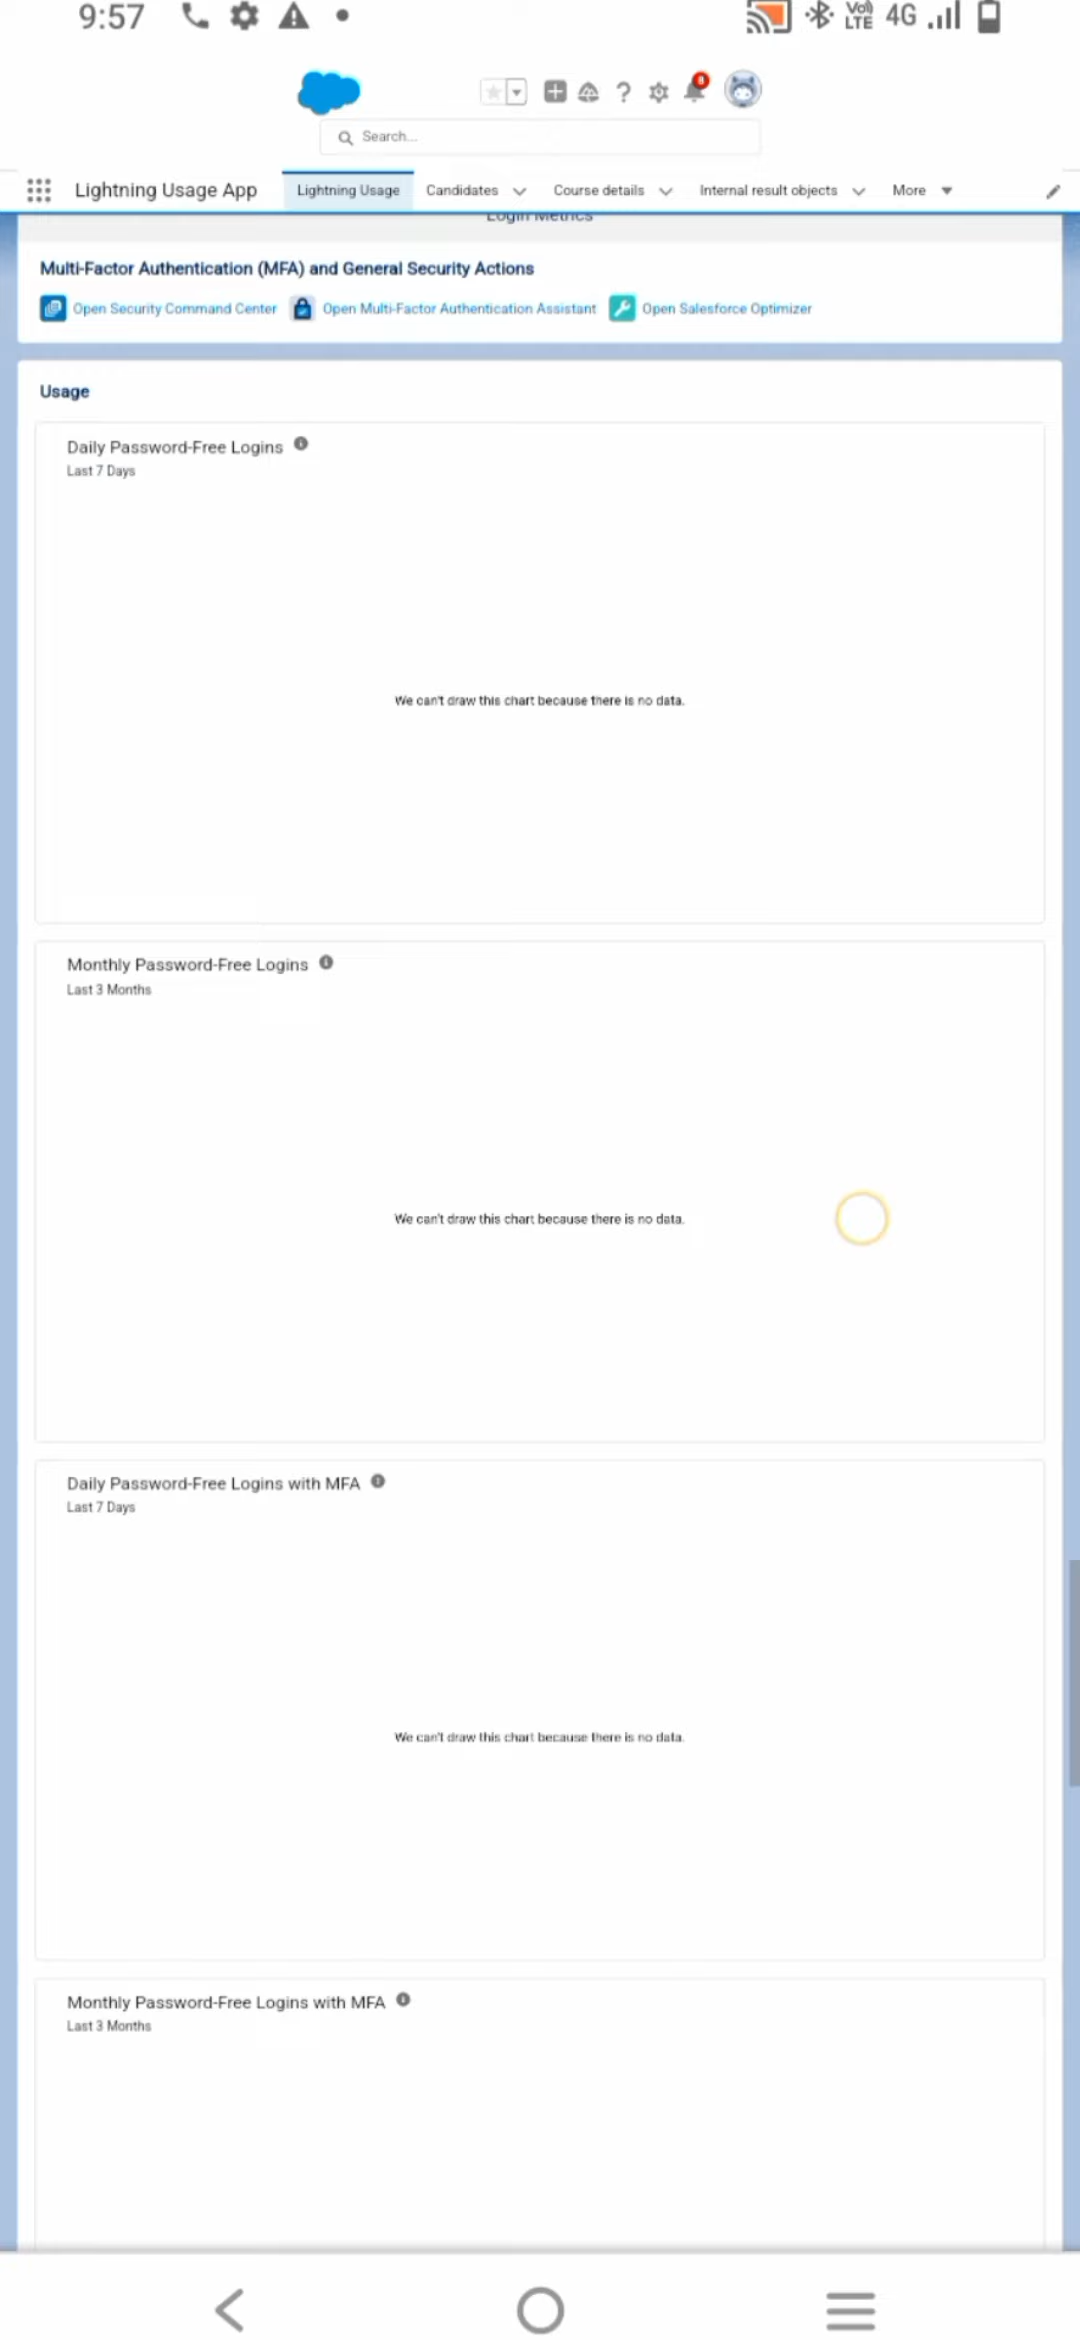 9:57
Vo)
LTE
4G
8
Search...
Lightning Usage App
Lightning Usage
Candidates
Course details
Internal result objects
More
Login Metrics
Multi-Factor Authentication (MFA) and General Security Actions
Open Security Command Center
Open Multi-Factor Authentication Assistant
Open Salesforce Optimizer
Usage
Daily Password-Free Logins
Last 7 Days
We can't draw this chart because there is no data.
Monthly Password-Free Logins
Last 3 Months
We can't draw this chart because there is no data.
Daily Password-Free Logins with MFA
Last 7 Days
We can't draw this chart because there is no data.
Monthly Password-Free Logins with MFA
Last 3 Months